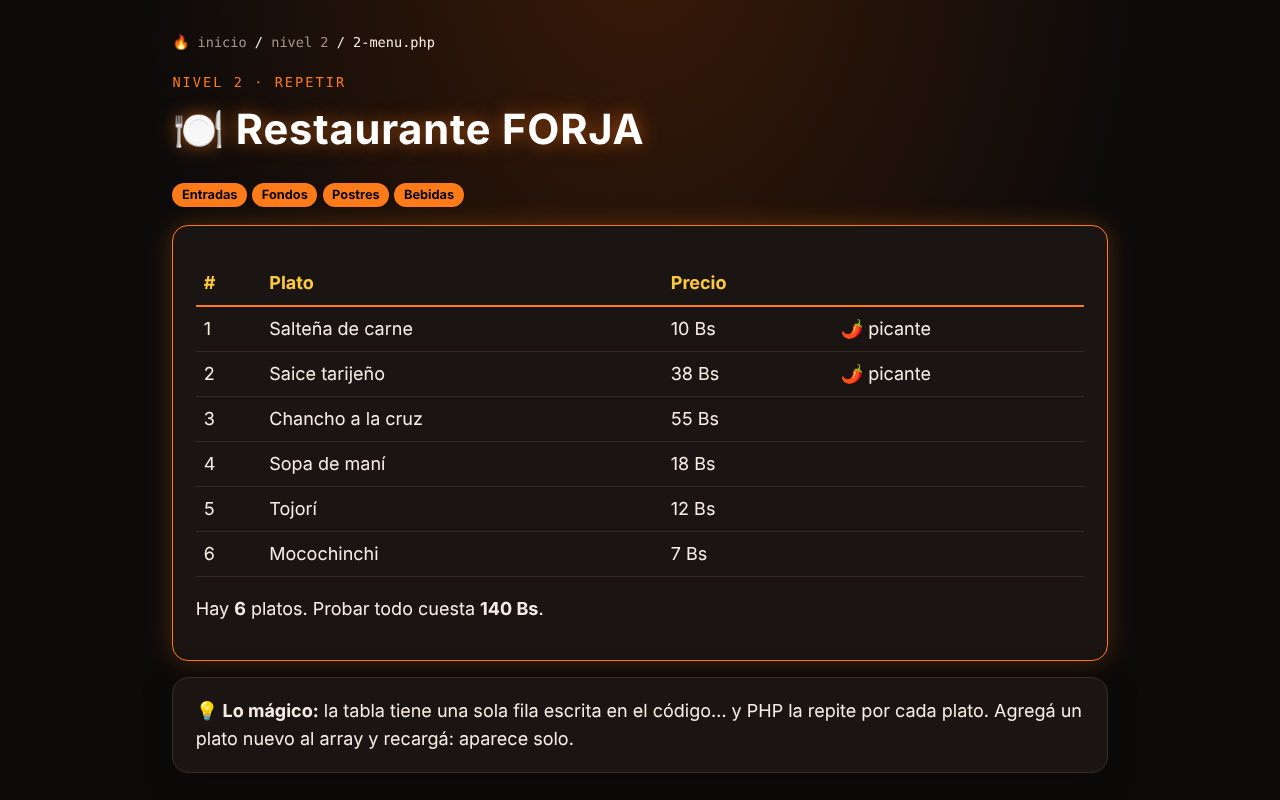 🔥 inicio / nivel 2 / 2-menu.php
NIVEL 2 · REPETIR
🍽️ Restaurante FORJA
Entradas Fondos Postres Bebidas
# Plato Precio
1 Salteña de carne 10 Bs 🌶️ picante
2 Saice tarijeño 38 Bs 🌶️ picante
3 Chancho a la cruz 55 Bs
4 Sopa de maní 18 Bs
5 Tojorí 12 Bs
6 Mocochinchi 7 Bs
Hay 6 platos. Probar todo cuesta 140 Bs.
💡 Lo mágico: la tabla tiene una sola fila escrita en el código... y PHP la repite por cada plato. Agregá un
plato nuevo al array y recargá: aparece solo.